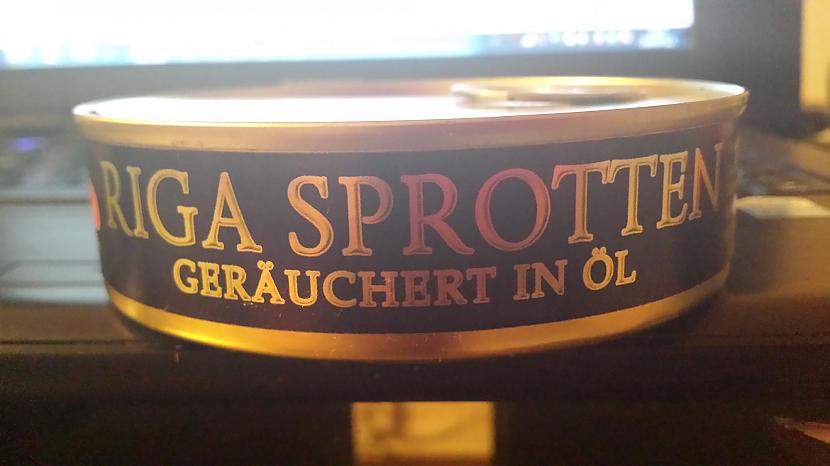 RIGA SPROTTEN
GERÄUCHERT IN ÖL